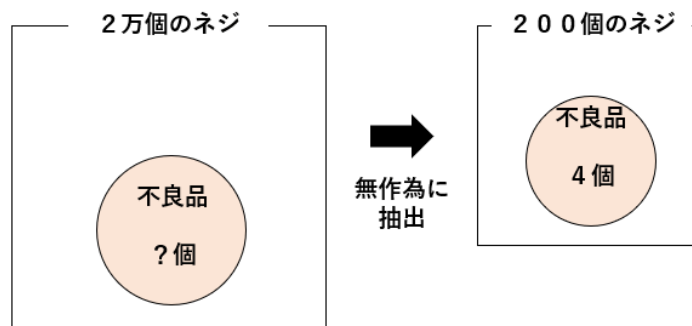 ２万個のネジ
不良品
？個
無作為に
抽出
２００個のネジ
不良品
４個